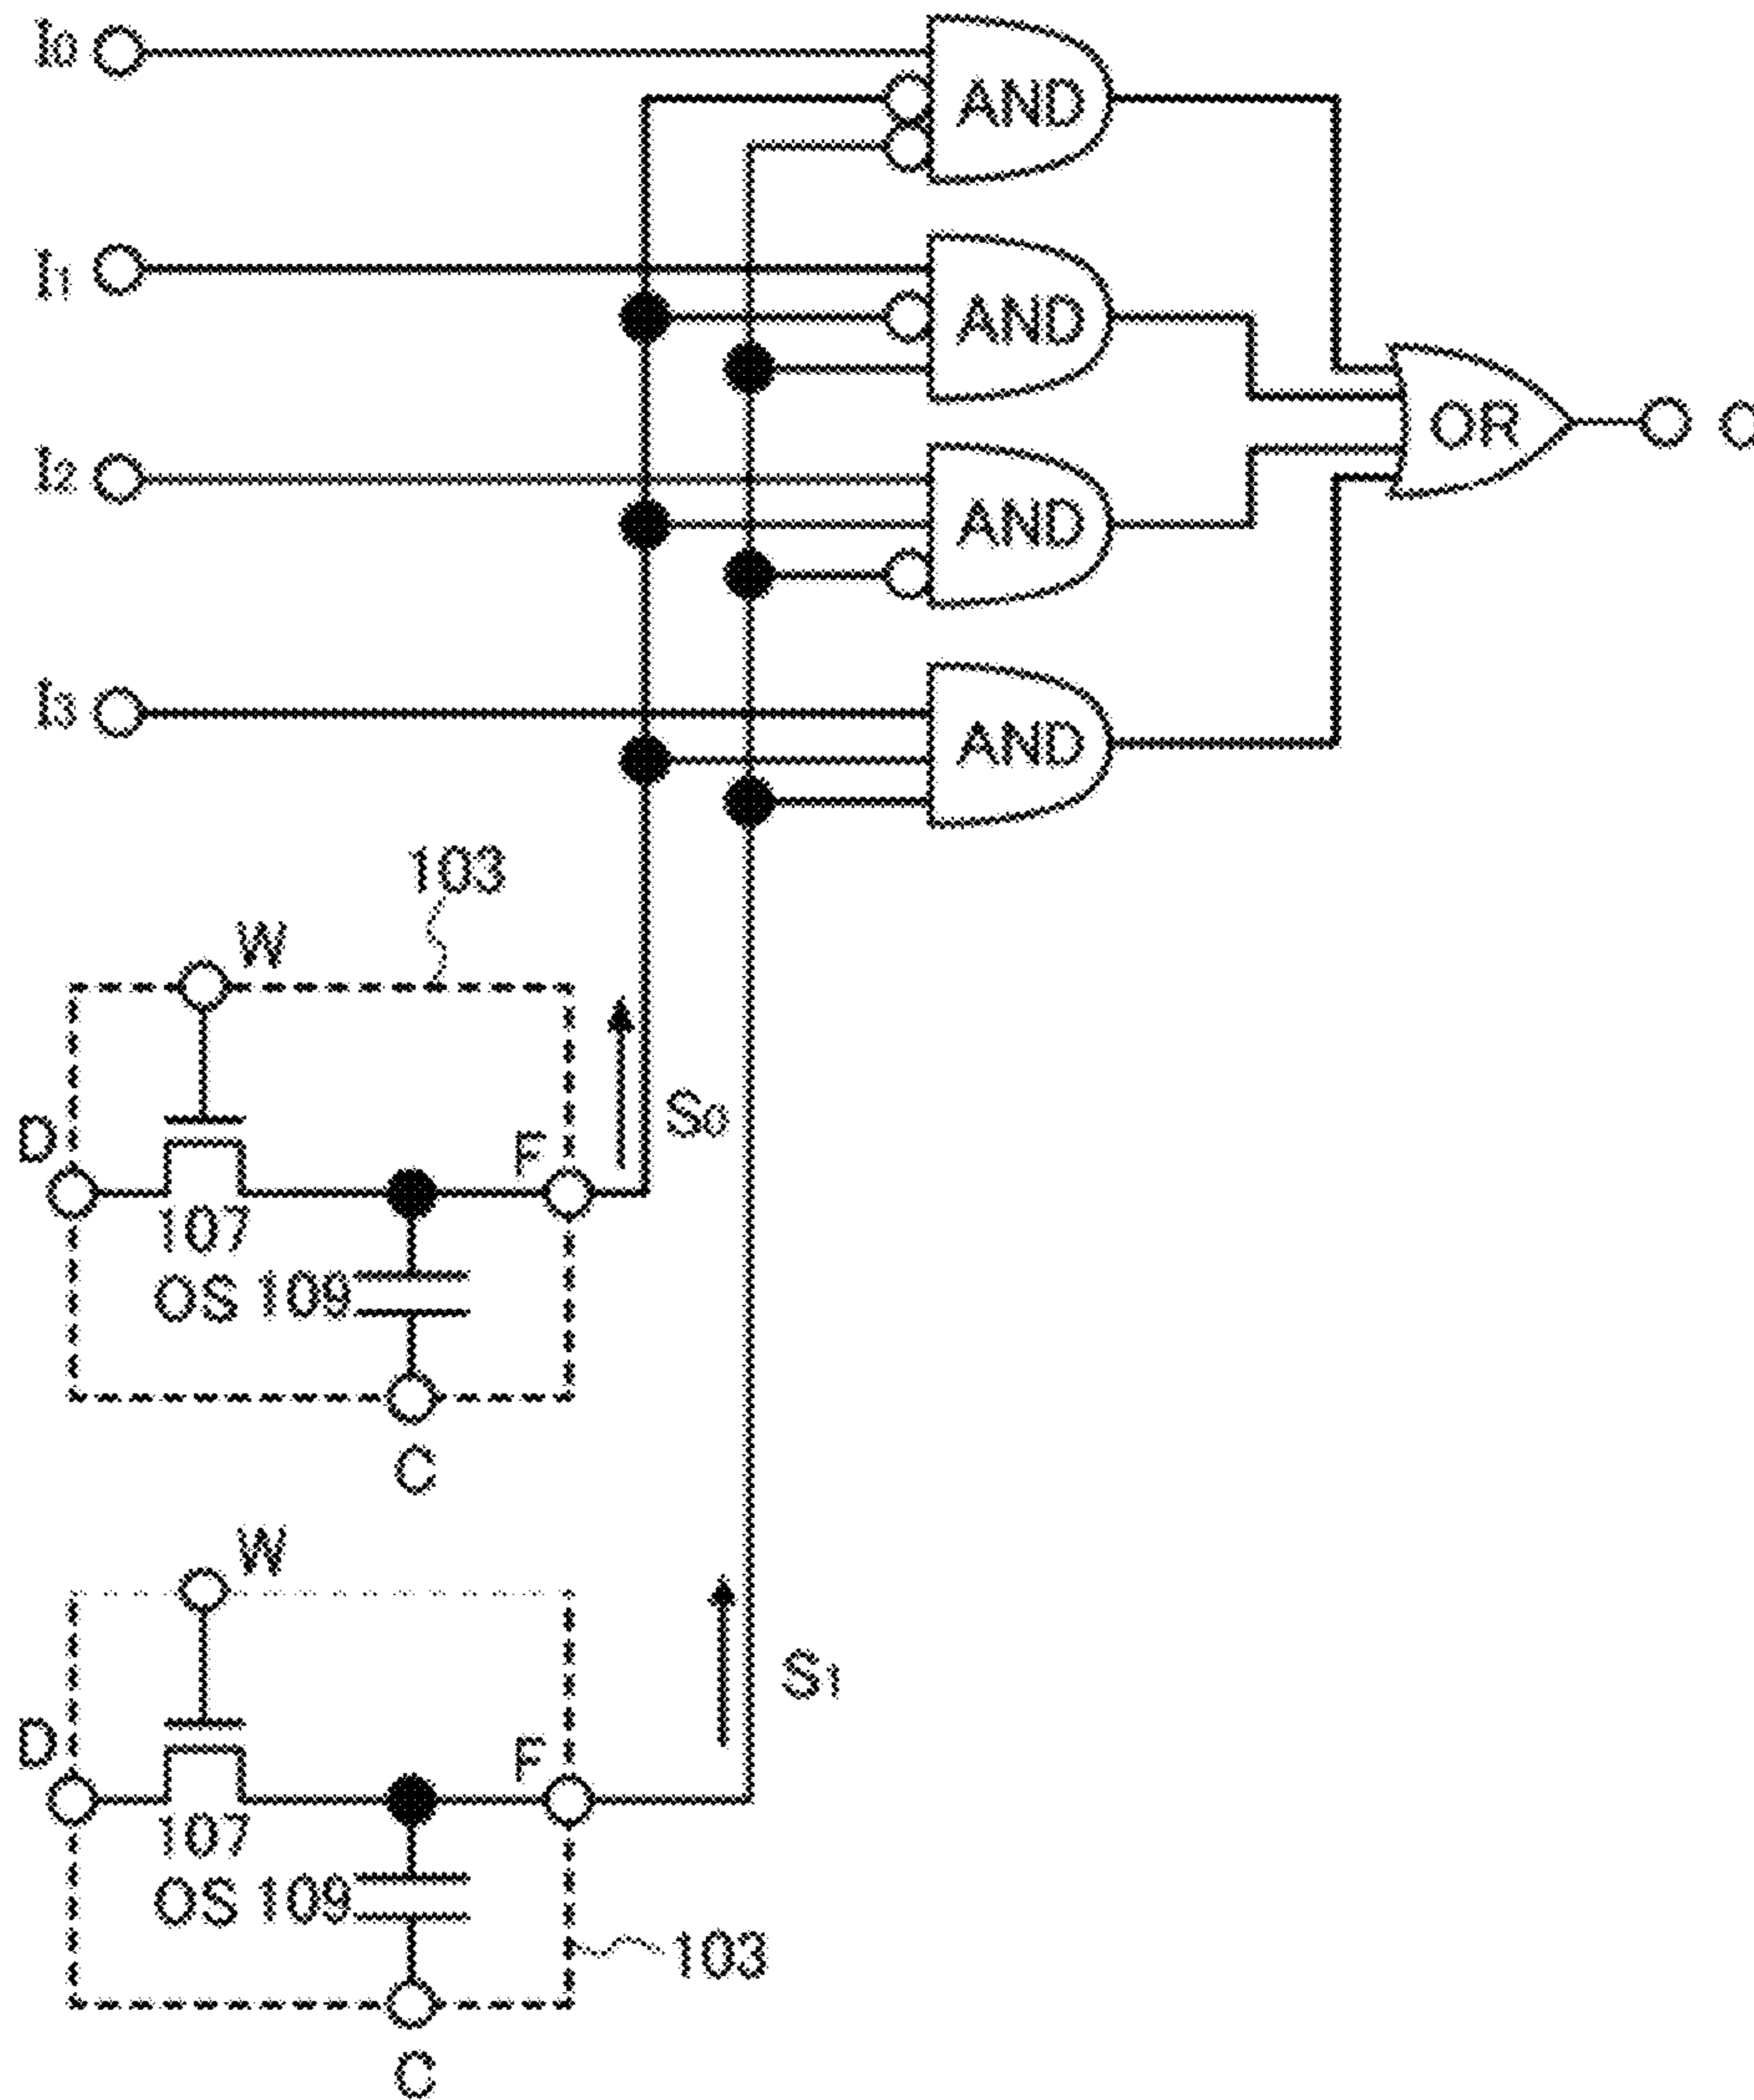 I0
AND
I1
AND
OR
O
I2
AND
I3
AND
103
W
D
F
S0
107
OS 109
C
W
S1
D
F
107
OS 109
103
C